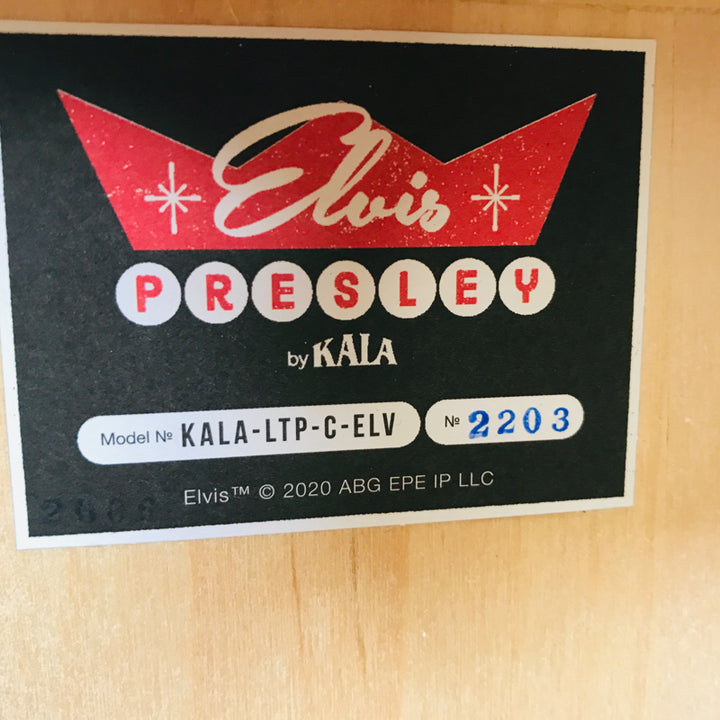 Elvis
PRESLEY
by KALA
Model № KALA-LTP-C-ELV № 2203
Elvis™ © 2020 ABG EPE IP LLC